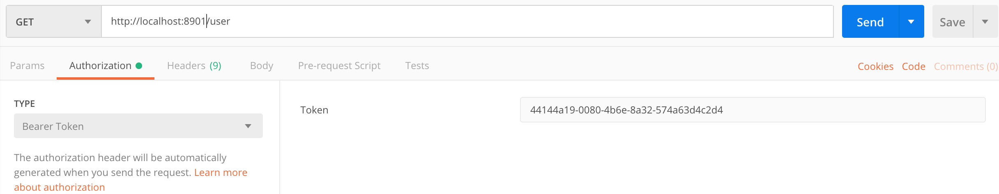 GET http://localhost:8901/user Send Save
Params Authorization Headers (9) Body Pre-request Script Tests Cookies Code Comments (0)
TYPE
Bearer Token
The authorization header will be automatically
generated when you send the request. Learn more
about authorization
Token 44144a19-0080-4b6e-8a32-574a63d4c2d4